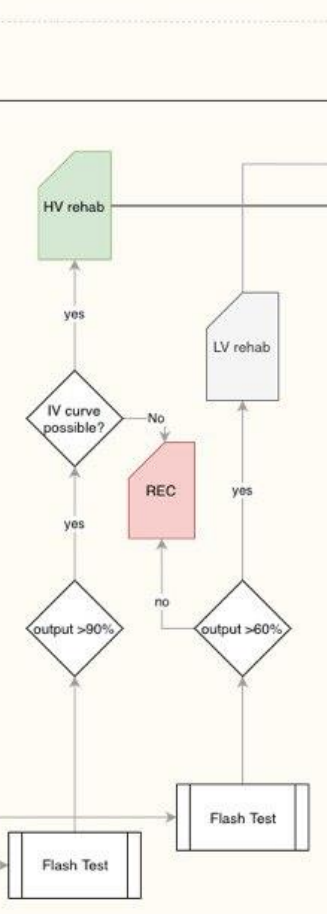 HV rehab
yes
LV rehab
IV curve
possible?
No
REC
yes
yes
no
output >90%
output >60%
Flash Test
Flash Test